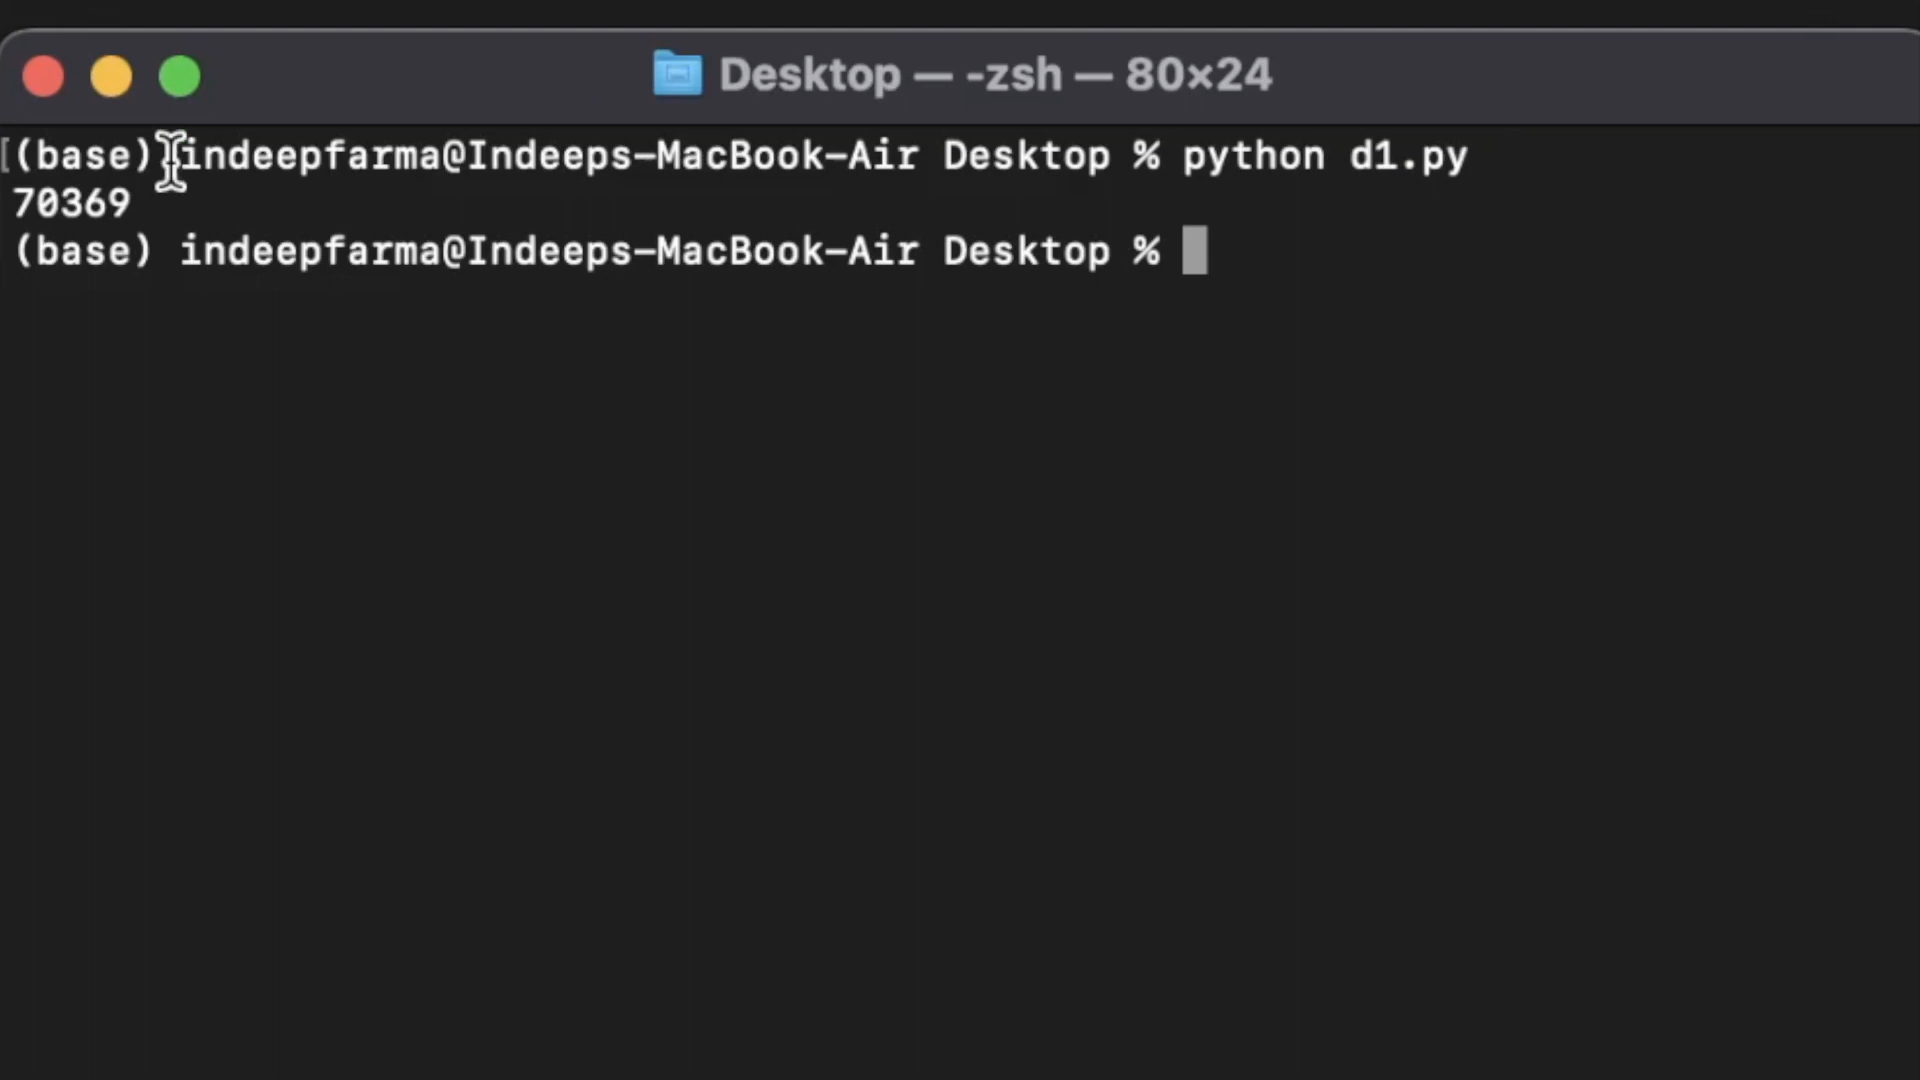 Desktop — -zsh — 80×24
[(base) indeepfarma@Indeeps-MacBook-Air Desktop % python d1.py
70369
(base) indeepfarma@Indeeps-MacBook-Air Desktop %